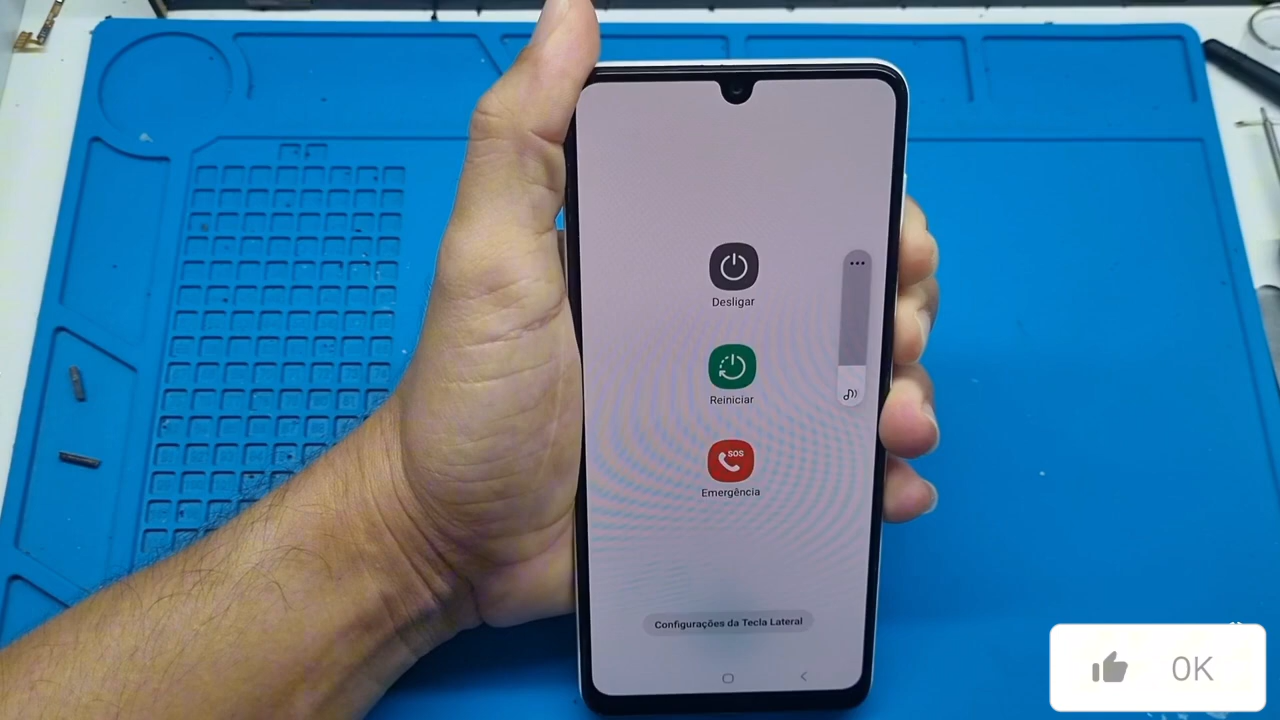 Desligar
Reiniciar
SOS
Emergência
Configurações da Tecla Lateral
OK